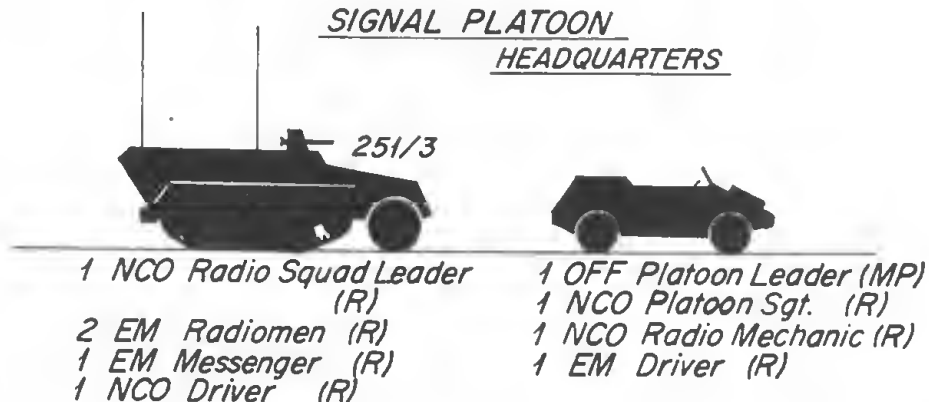 SIGNAL PLATOON
HEADQUARTERS
251/3
1 NCO Radio Squad Leader
(R)
2 EM Radiomen (R)
1 EM Messenger (R)
1 NCO Driver (R)
1 OFF Platoon Leader (MP)
1 NCO Platoon Sgt. (R)
1 NCO Radio Mechanic (R)
1 EM Driver (R)